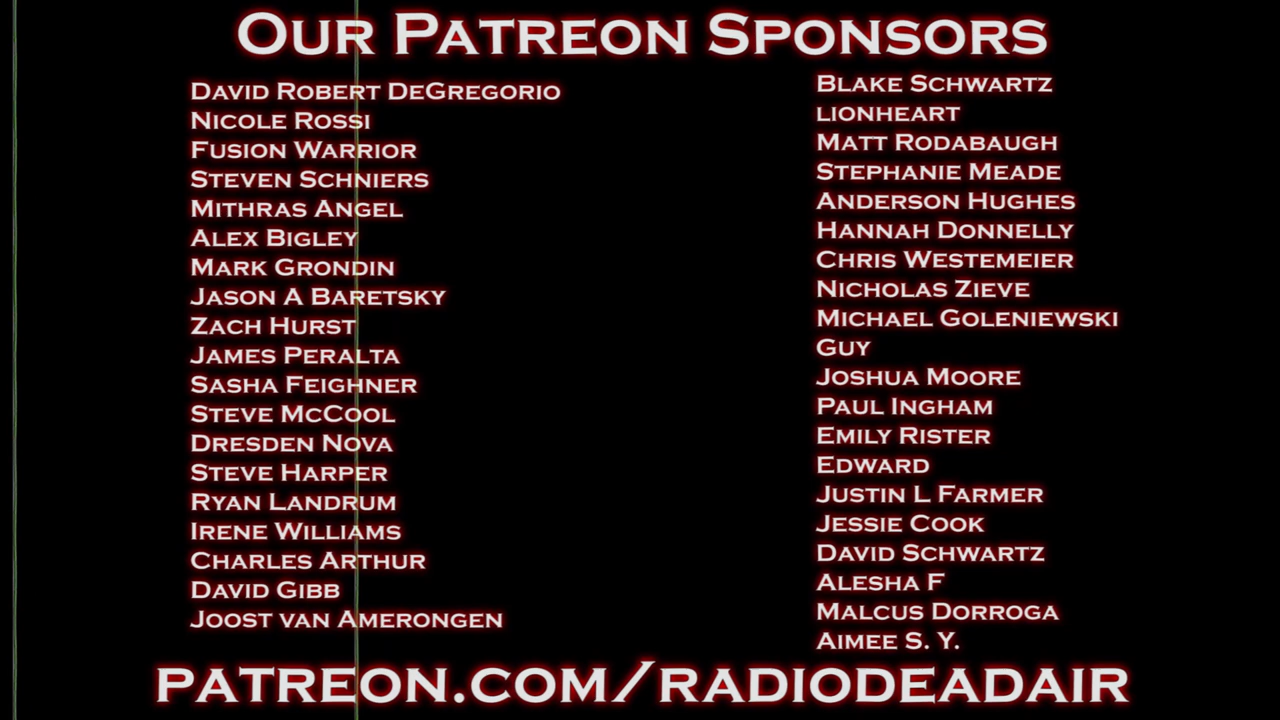 Our Patreon Sponsors
David Robert DeGregorio
Nicole Rossi
Fusion Warrior
Steven Schniers
Mithras Angel
Alex Bigley
Mark Grondin
Jason A Baretsky
Zach Hurst
James Peralta
Sasha Feighner
Steve McCool
Dresden Nova
Steve Harper
Ryan Landrum
Irene Williams
Charles Arthur
David Gibb
Joost van Amerongen
Blake Schwartz
lionheart
Matt Rodabaugh
Stephanie Meade
Anderson Hughes
Hannah Donnelly
Chris Westemeier
Nicholas Zieve
Michael Goleniewski
Guy
Joshua Moore
Paul Ingham
Emily Rister
Edward
Justin L Farmer
Jessie Cook
David Schwartz
Alesha F
Malcus Dorroga
Aimee S. Y.
patreon.com/radiodeadair